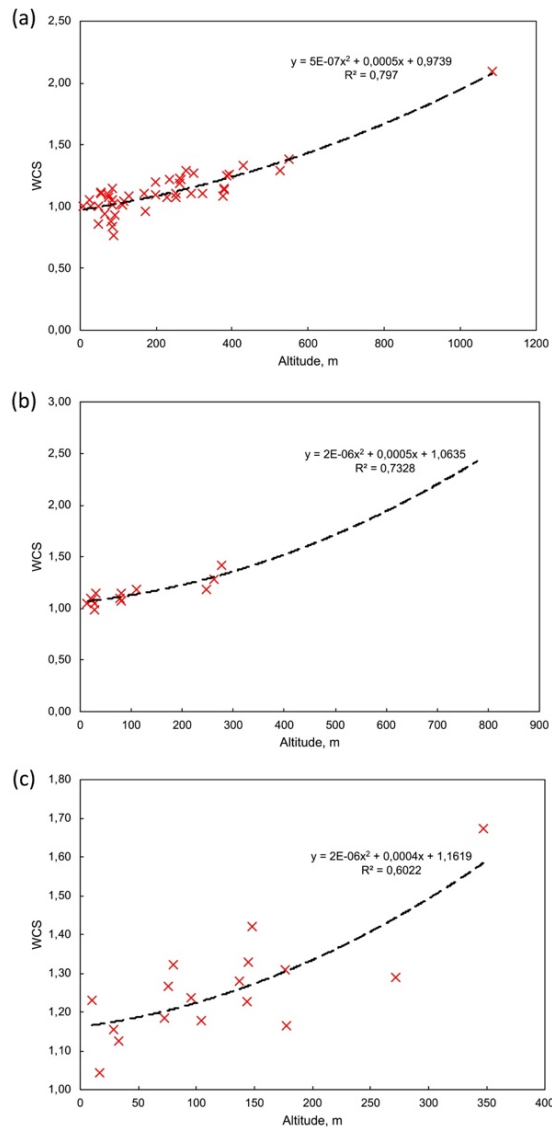 (a)
2,50
2,00
1,50
1,00
0,50
0,00
WCS
y = 5E-07x² + 0,0005x + 0,9739
R² = 0,797
0 200 400 600 800 1000 1200
Altitude, m
(b)
3,00
2,50
2,00
1,50
1,00
0,50
0,00
WCS
y = 2E-06x² + 0,0005x + 1,0635
R² = 0,7328
0 100 200 300 400 500 600 700 800 900
Altitude, m
(c)
1,80
1,70
1,60
1,50
1,40
1,30
1,20
1,10
1,00
WCS
y = 2E-06x² + 0,0004x + 1,1619
R² = 0,6022
0 50 100 150 200 250 300 350 400
Altitude, m